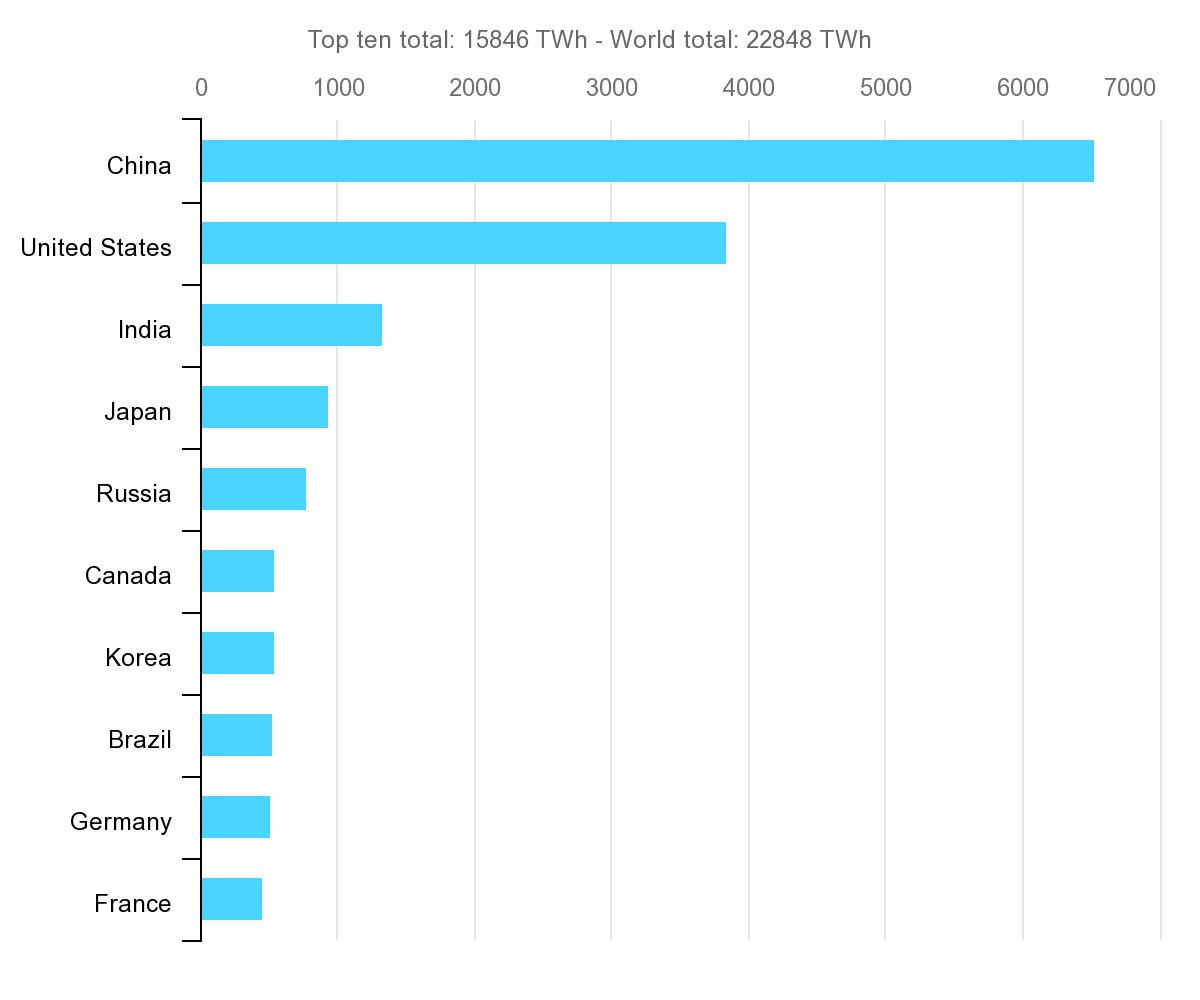 Top ten total: 15846 TWh - World total: 22848 TWh
0 1000 2000 3000 4000 5000 6000 7000
China
United States
India
Japan
Russia
Canada
Korea
Brazil
Germany
France